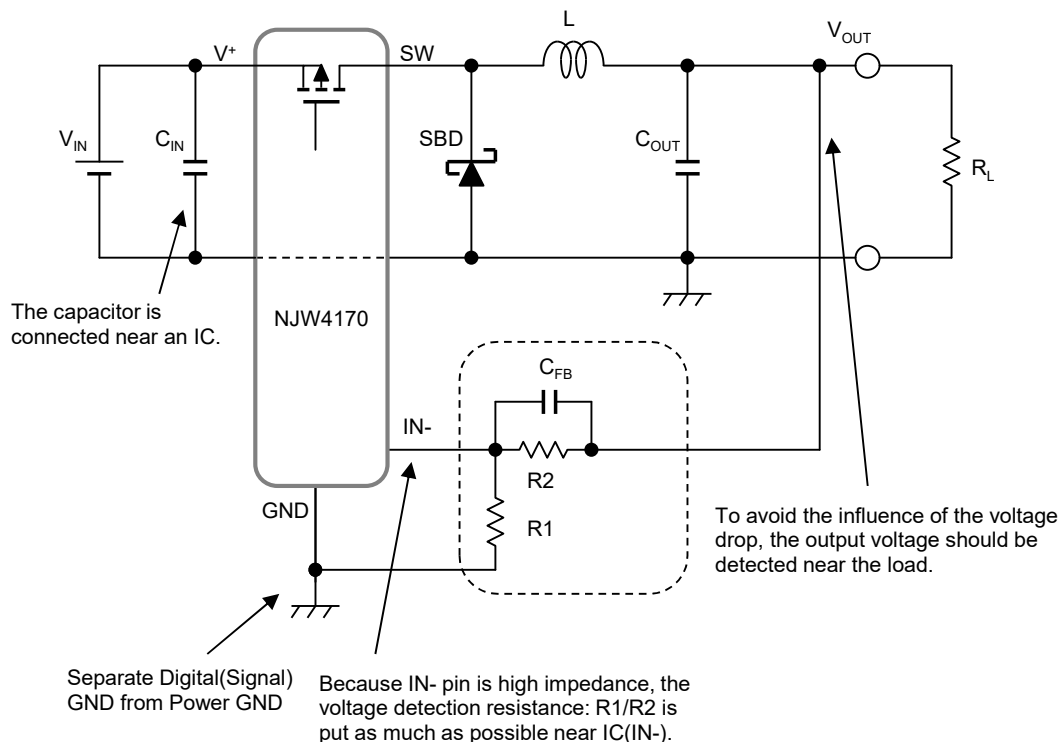 L
V+
SW
VOUT
VIN
CIN
SBD
COUT
RL
The capacitor is
connected near an IC.
NJW4170
CFB
IN-
R2
GND
R1
To avoid the influence of the voltage
drop, the output voltage should be
detected near the load.
Separate Digital(Signal)
GND from Power GND
Because IN- pin is high impedance, the
voltage detection resistance: R1/R2 is
put as much as possible near IC(IN-).